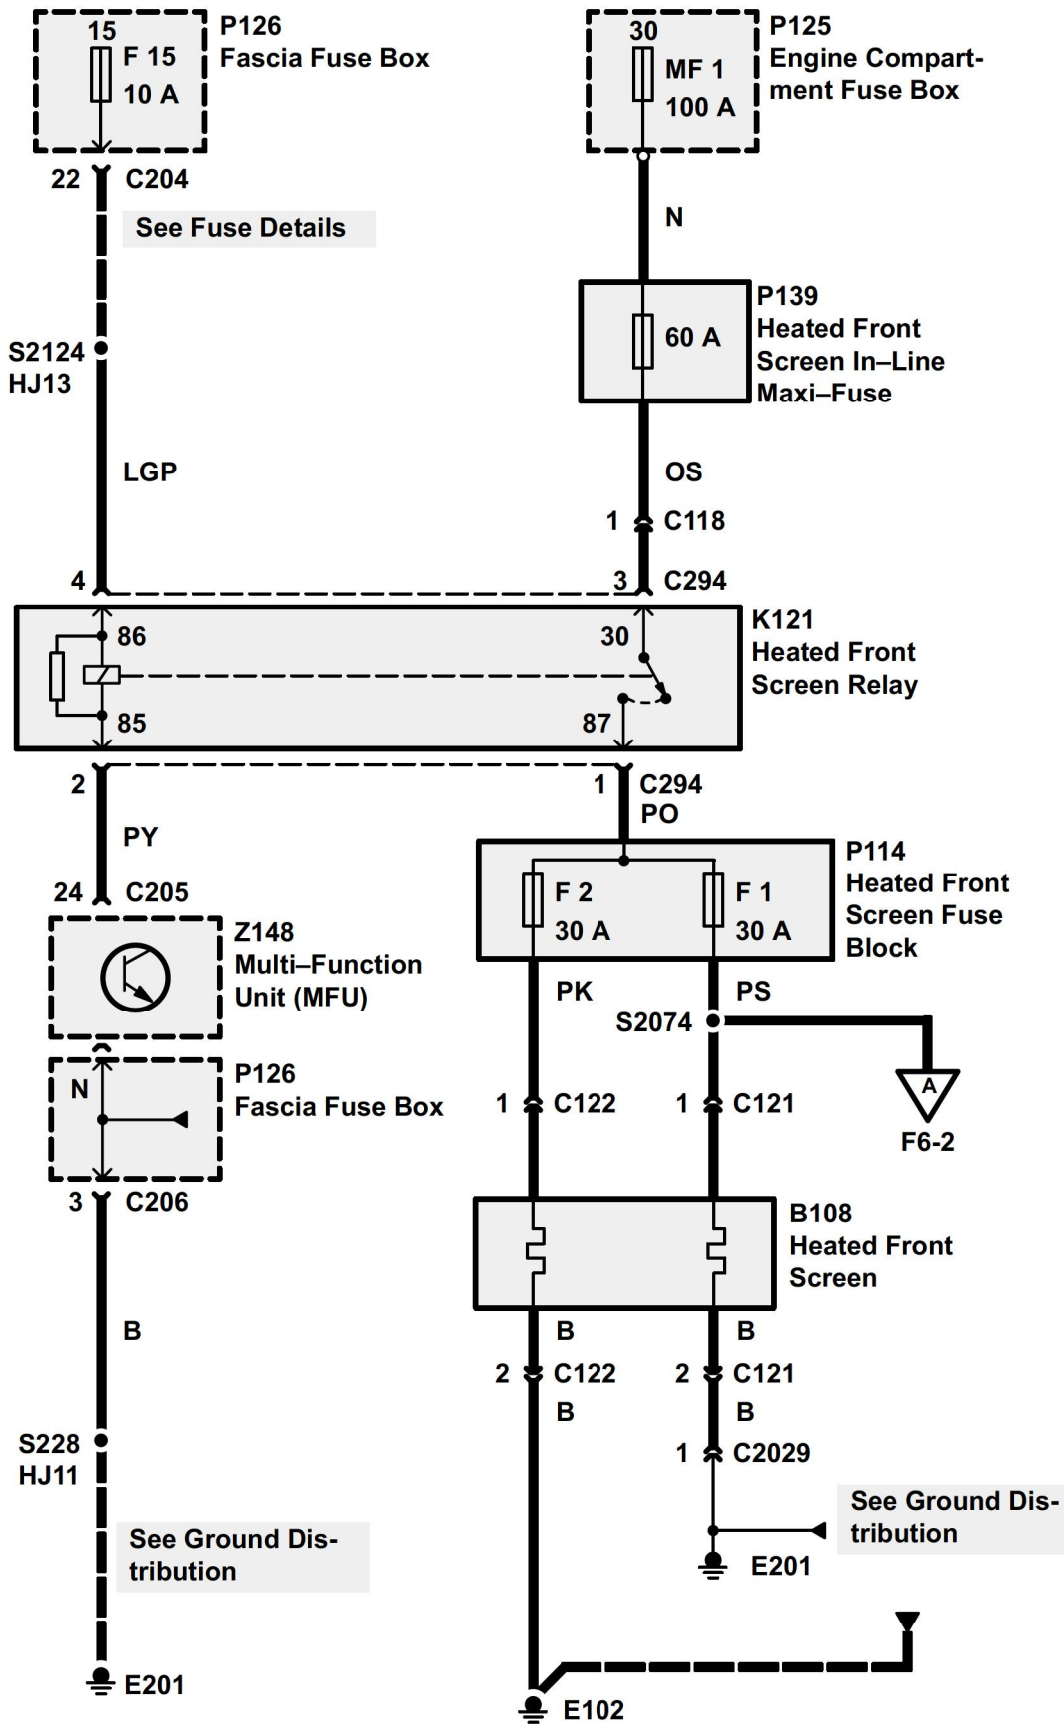 15
F 15
10 A
P126
Fascia Fuse Box
30
MF 1
100 A
P125
Engine Compart-
ment Fuse Box
22
C204
See Fuse Details
N
P139
Heated Front
Screen In–Line
Maxi–Fuse
60 A
S2124
HJ13
LGP
OS
1
C118
4
3
C294
86
30
K121
Heated Front
Screen Relay
85
87
2
1
C294
PO
PY
24
C205
Z148
Multi–Function
Unit (MFU)
F 2
30 A
F 1
30 A
P114
Heated Front
Screen Fuse
Block
PK
PS
S2074
A
F6-2
N
P126
Fascia Fuse Box
1
C122
1
C121
3
C206
B108
Heated Front
Screen
B
B
B
2
C122
2
C121
B
B
S228
HJ11
1
C2029
See Ground Dis-
tribution
See Ground Dis-
tribution
E201
E201
E102